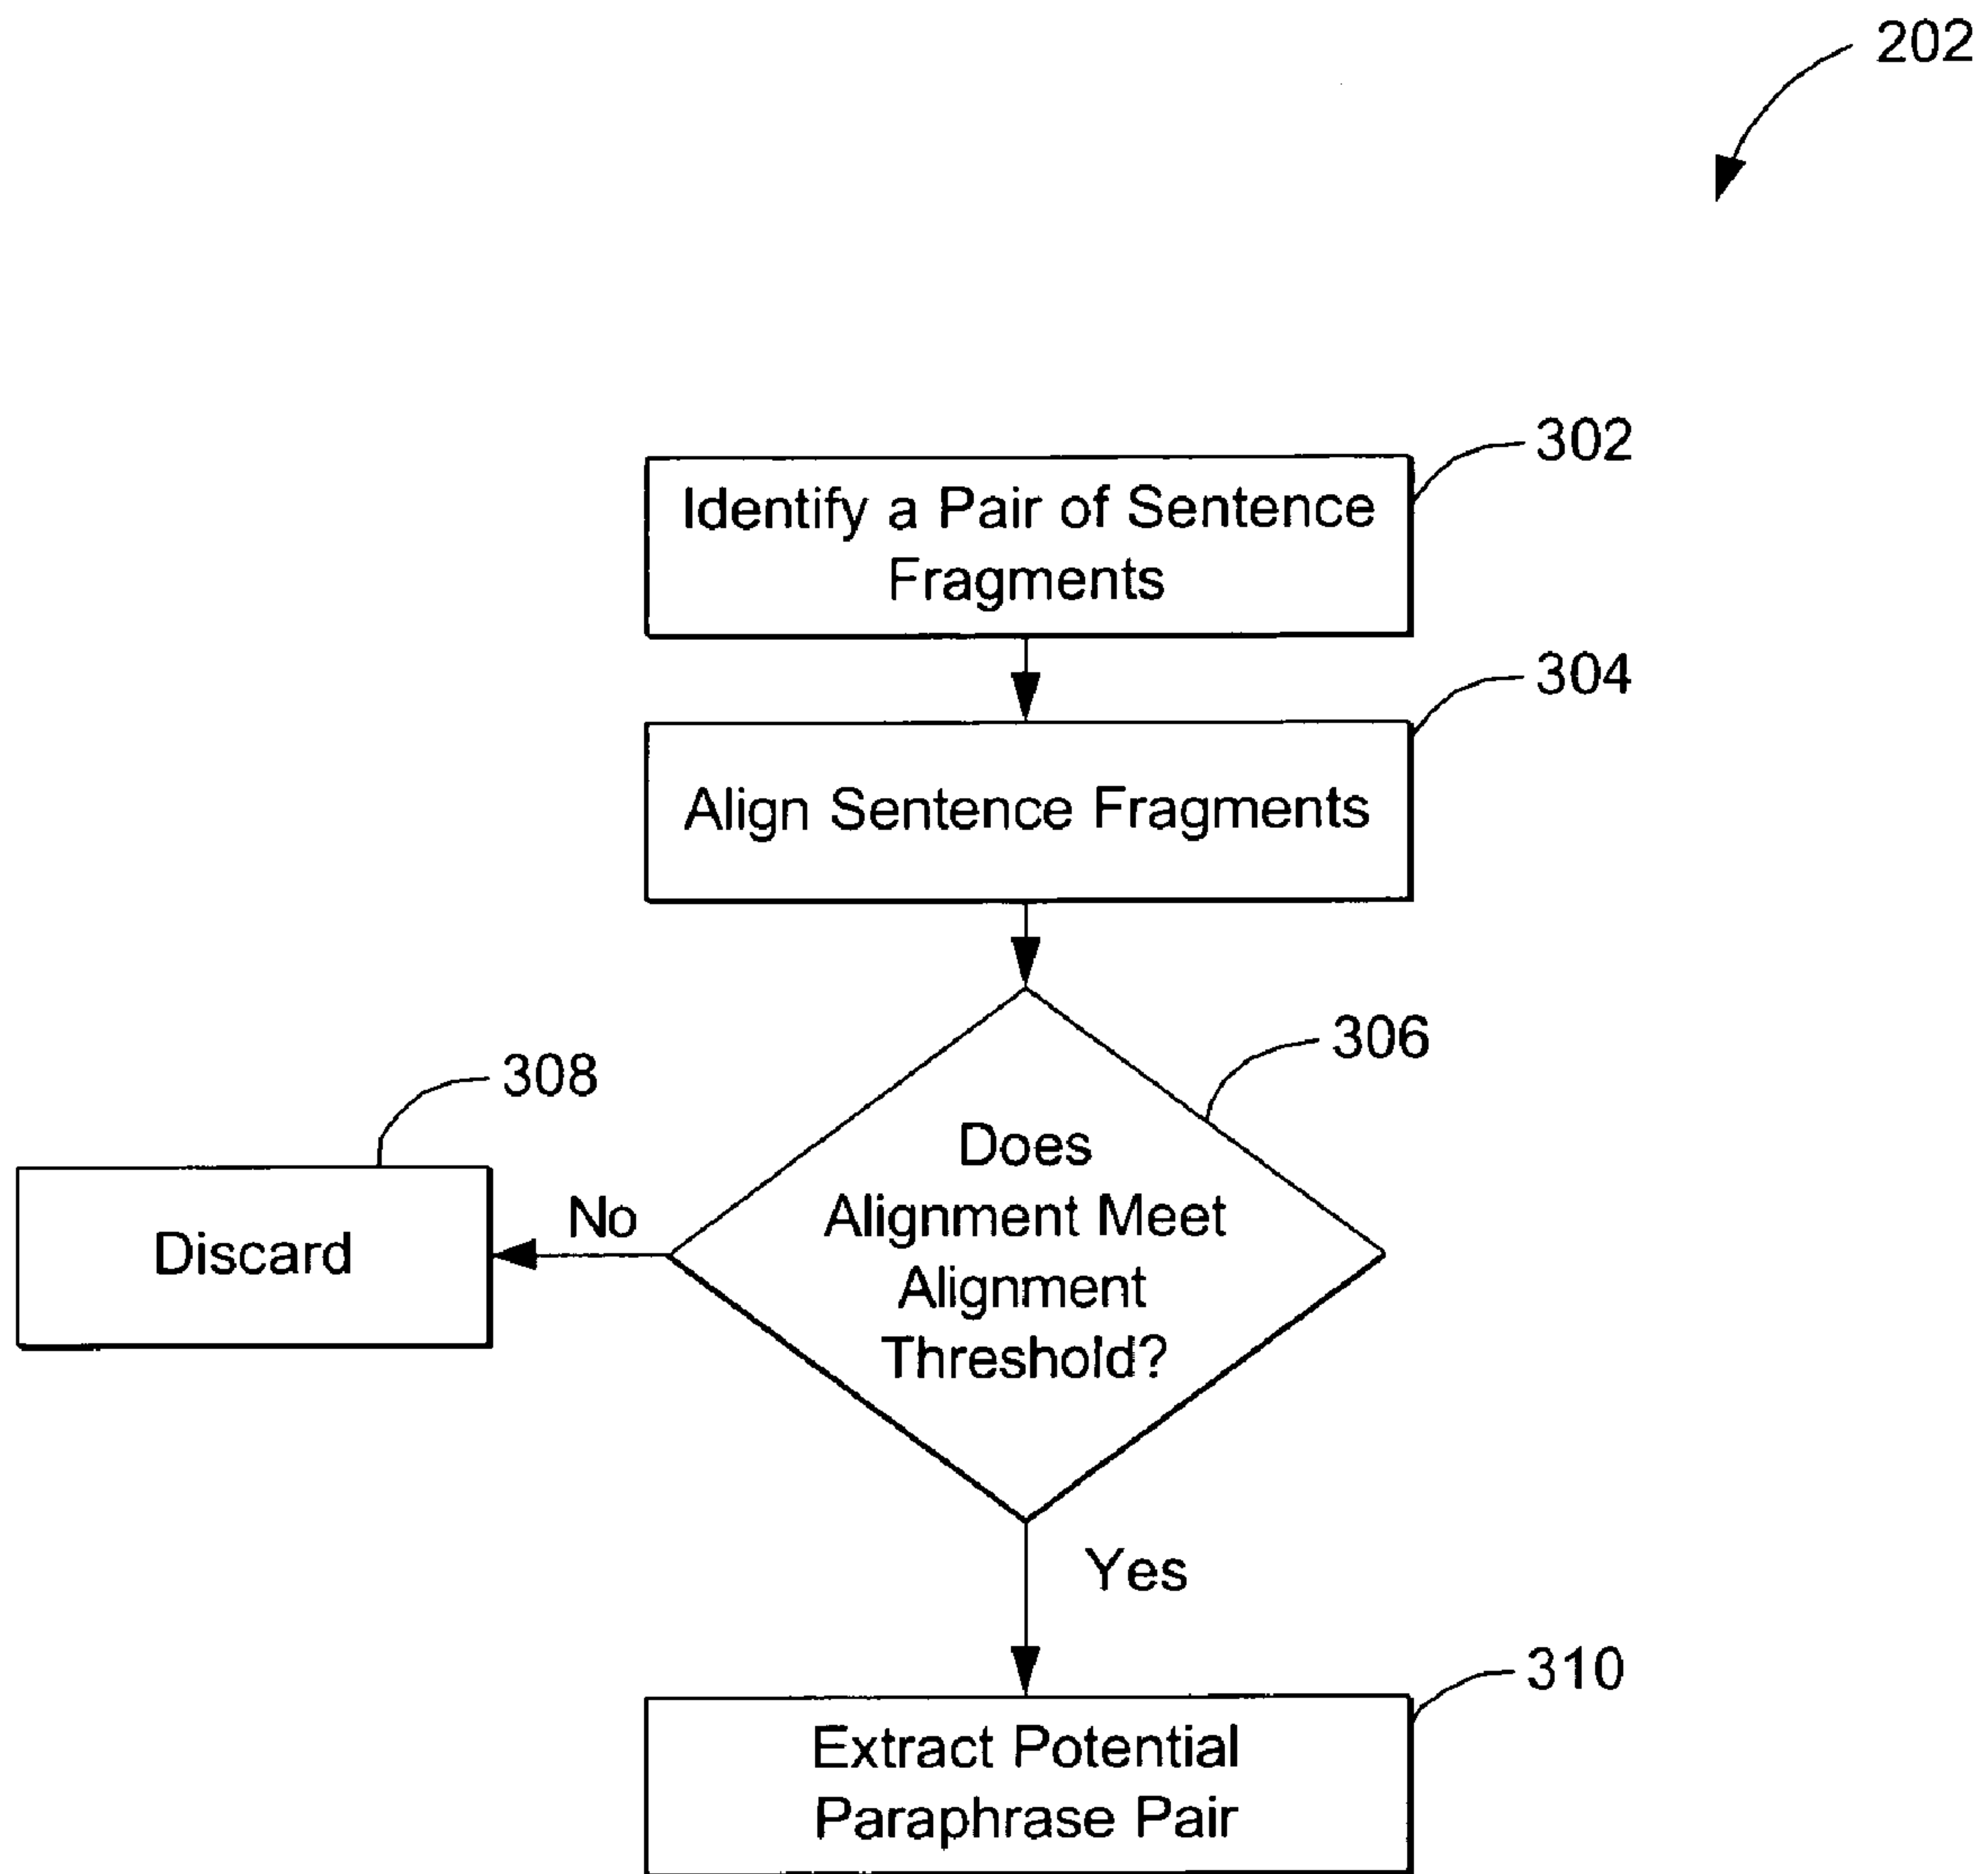 202
302
Identify a Pair of Sentence
Fragments
304
Align Sentence Fragments
306
308
Does
Alignment Meet
Alignment
Threshold?
No
Discard
Yes
310
Extract Potential
Paraphrase Pair